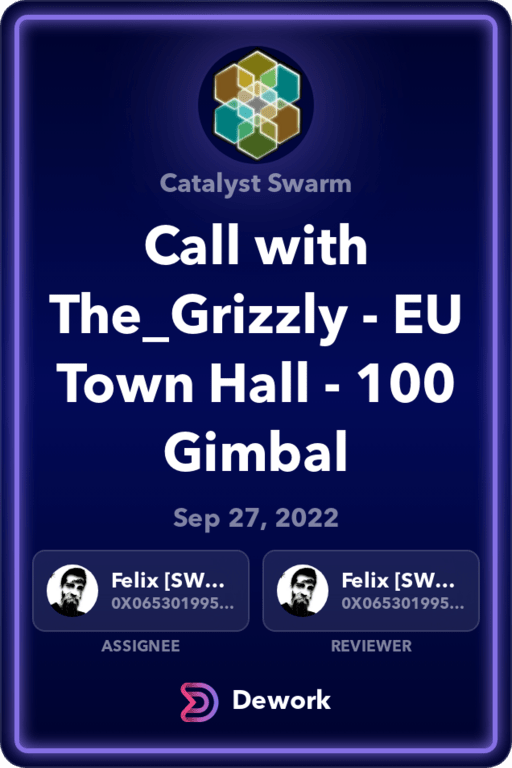 Catalyst Swarm
Call with
The_Grizzly - EU
Town Hall - 100
Gimbal
Sep 27, 2022
Felix [SW... Felix [SW...
0X065301995... 0X065301995...
ASSIGNEE REVIEWER
Dework